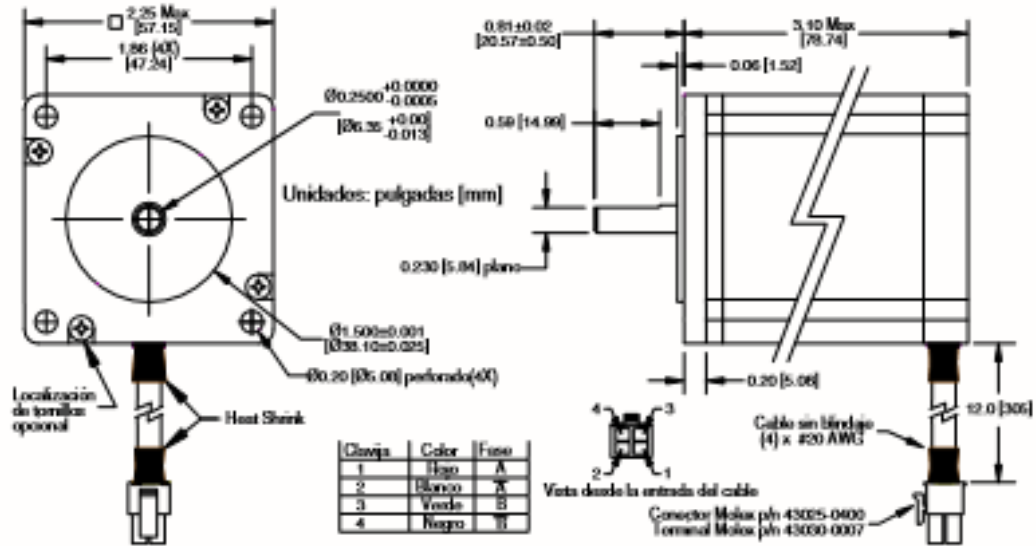 2.25 Max
[57.15]
1.86 (4X)
[47.24]
Ø0.2500 +0.0000 -0.0005
[Ø6.35 +0.00 -0.013]
Unidades: pulgadas [mm]
Ø1.500±0.001
[Ø38.10±0.025]
Ø0.20 [Ø5.08] perforado(4X)
Localización
de tornillos
opcional
Heat Shrink
0.81±0.02
[20.57±0.50]
3.10 Max
[78.74]
0.06 [1.52]
0.59 [14.99]
0.230 [5.84] plano
0.20 [5.08]
12.0 [305]
Cable sin blindaje
(4) x #20 AWG
4 3
2 1
Vista desde la entrada del cable
Conector Molex p/n 43025-0400
Terminal Molex p/n 43030-0007
Clavija Color Fase
1 Rojo A
2 Blanco A̅
3 Verde B
4 Negro B̅